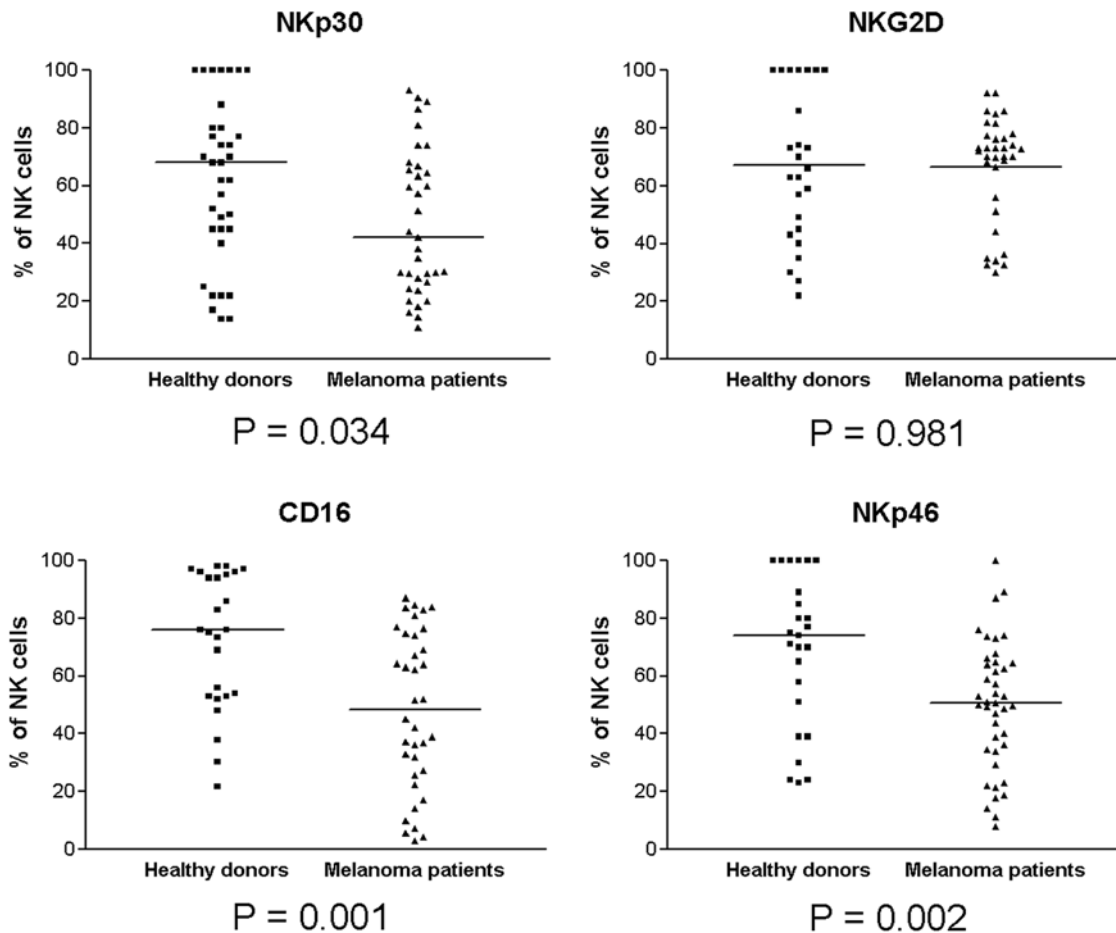 NKp30
NKG2D
% of NK cells
100
80
60
40
20
0
Healthy donors
Melanoma patients
P = 0.034
% of NK cells
100
80
60
40
20
0
Healthy donors
Melanoma patients
P = 0.981
CD16
NKp46
% of NK cells
100
80
60
40
20
0
Healthy donors
Melanoma patients
P = 0.001
% of NK cells
100
80
60
40
20
0
Healthy donors
Melanoma patients
P = 0.002